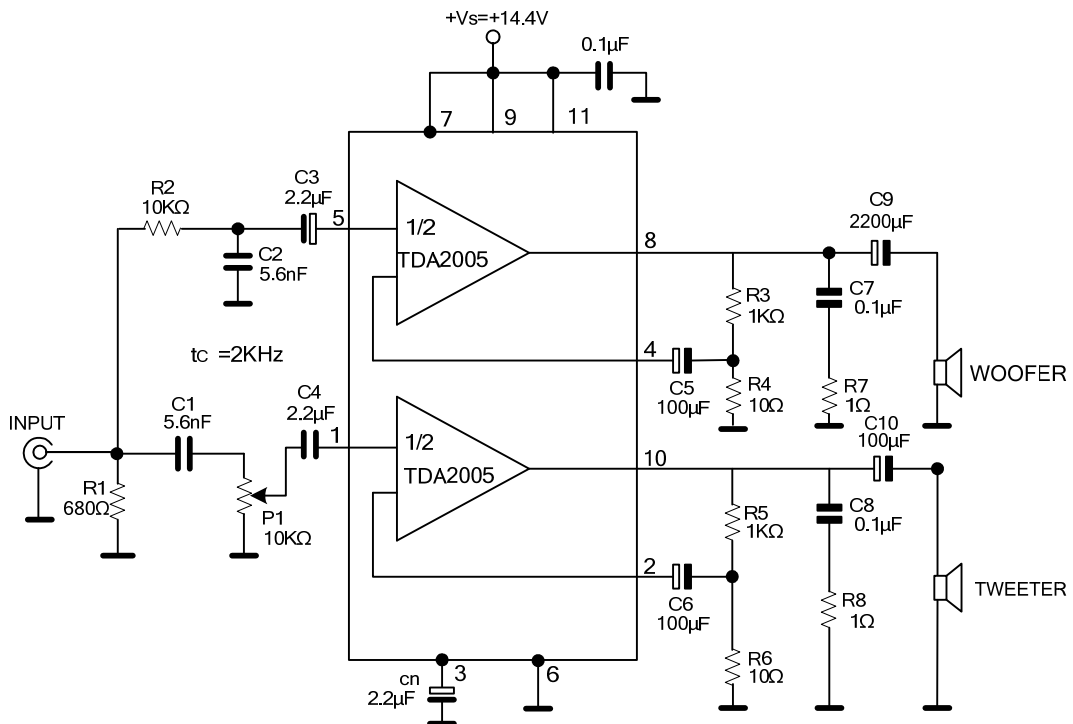 +Vs=+14.4V
0.1µF
7
9
11
R2
10KΩ
C3
2.2µF
5
1/2
TDA2005
8
C9
2200µF
C2
5.6nF
R3
1KΩ
C7
0.1µF
tc =2KHz
4
C5
100µF
R4
10Ω
R7
1Ω
WOOFER
INPUT
C1
5.6nF
C4
2.2µF
1
1/2
TDA2005
10
C10
100µF
R1
680Ω
P1
10KΩ
R5
1KΩ
C8
0.1µF
2
C6
100µF
R8
1Ω
TWEETER
R6
10Ω
cn
2.2µF
3
6